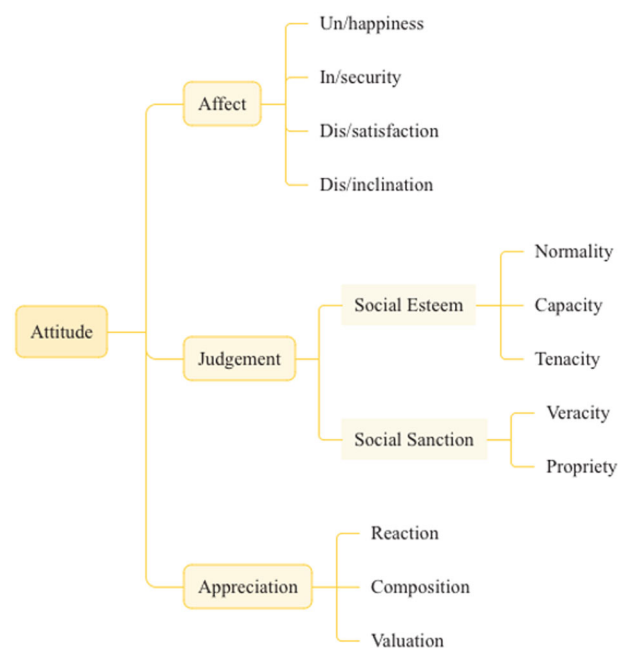 Attitude
Affect
Un/happiness
In/security
Dis/satisfaction
Dis/inclination
Judgement
Social Esteem
Normality
Capacity
Tenacity
Social Sanction
Veracity
Propriety
Appreciation
Reaction
Composition
Valuation